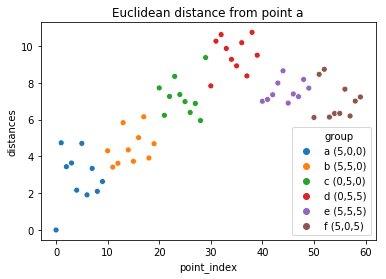 Euclidean distance from point a
distances
10
8
6
4
2
0
group
a (5,0,0)
b (5,5,0)
c (0,5,0)
d (0,5,5)
e (5,5,5)
f (5,0,5)
0
10
20
30
40
50
60
point_index